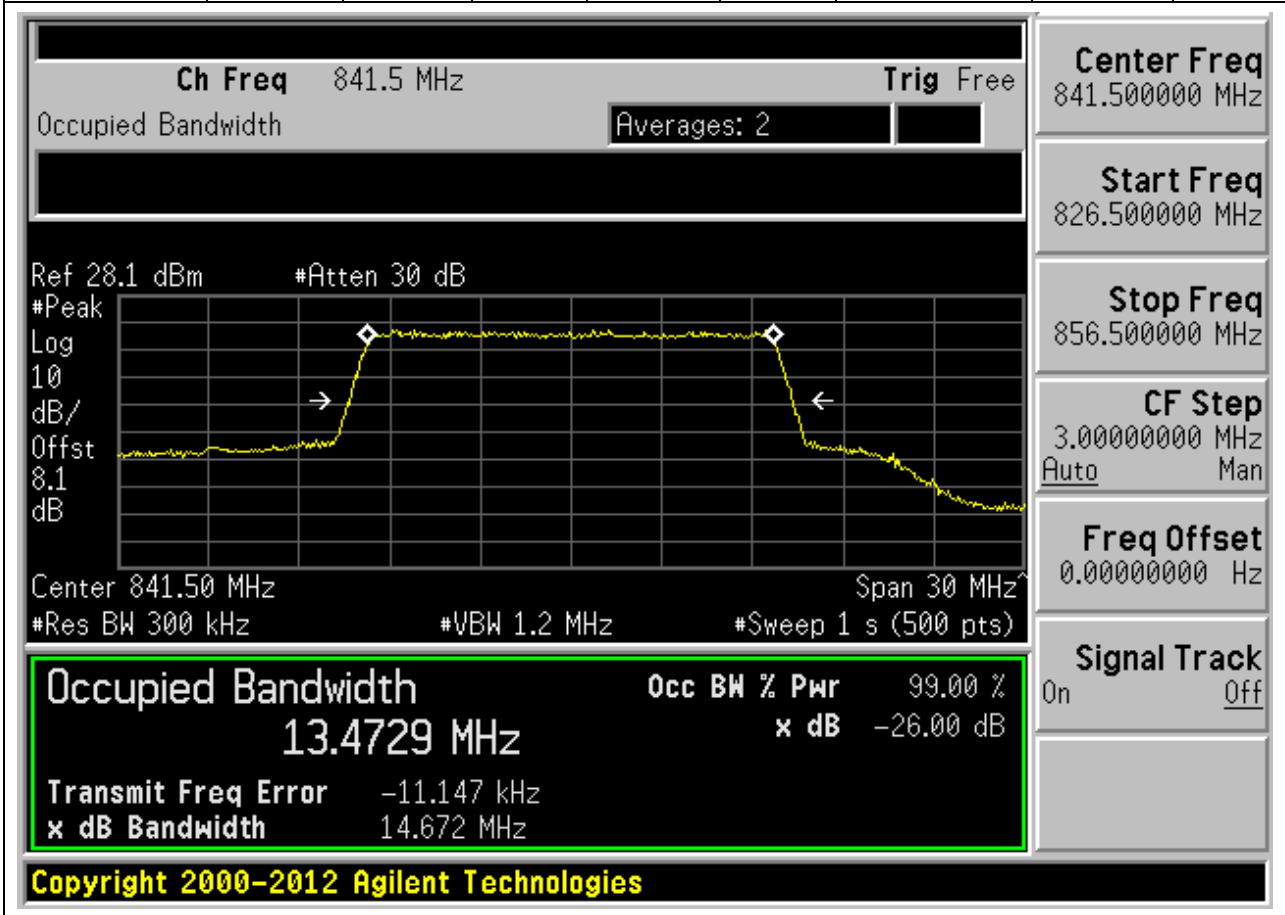 Ch Freq 841.5 MHz Trig Free
Occupied Bandwidth Averages: 2
Ref 28.1 dBm #Atten 30 dB
#Peak
Log
10
dB/
Offst
8.1
dB
Center 841.50 MHz Span 30 MHz^
#Res BW 300 kHz #VBW 1.2 MHz #Sweep 1 s (500 pts)
Occupied Bandwidth Occ BW % Pwr 99.00 %
13.4729 MHz x dB -26.00 dB
Transmit Freq Error -11.147 kHz
x dB Bandwidth 14.672 MHz
Copyright 2000-2012 Agilent Technologies
Center Freq
841.500000 MHz
Start Freq
826.500000 MHz
Stop Freq
856.500000 MHz
CF Step
3.00000000 MHz
Auto Man
Freq Offset
0.00000000 Hz
Signal Track
On Off